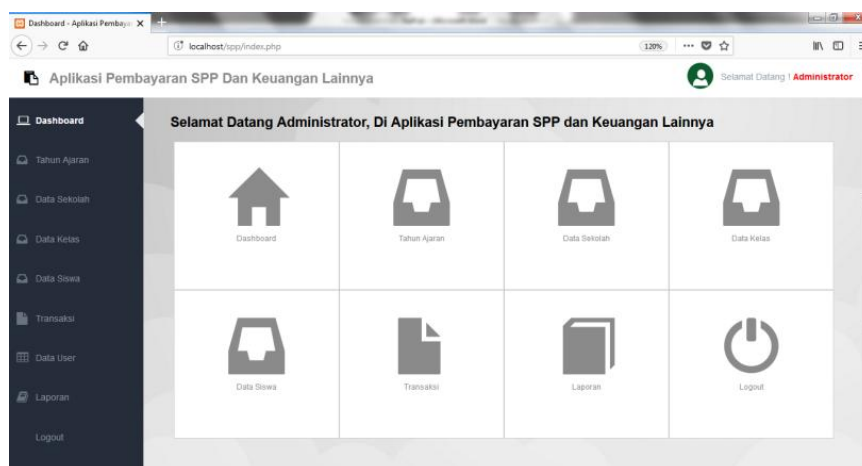 Dashboard - Aplikasi Pembayar
localhost/spp/index.php
120%
Aplikasi Pembayaran SPP Dan Keuangan Lainnya
Selamat Datang ! Administrator
Dashboard
Tahun Ajaran
Data Sekolah
Data Kelas
Data Siswa
Transaksi
Data User
Laporan
Logout
Selamat Datang Administrator, Di Aplikasi Pembayaran SPP dan Keuangan Lainnya
Dashboard
Tahun Ajaran
Data Sekolah
Data Kelas
Data Siswa
Transaksi
Laporan
Logout